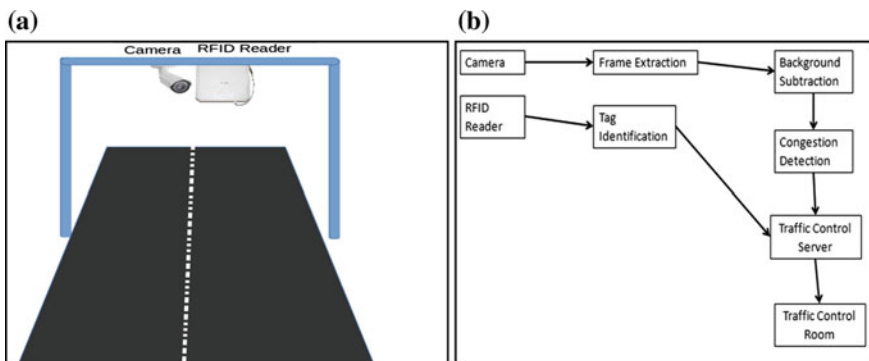 (a)
Camera RFID Reader
(b)
Camera
Frame Extraction
Background
Subtraction
RFID
Reader
Tag
Identification
Congestion
Detection
Traffic Control
Server
Traffic Control
Room